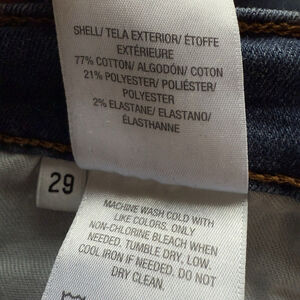 SHELL/ TELA EXTERIOR/ ÉTOFFE
EXTÉRIEURE
77% COTTON/ ALGODÓN/ COTON
21% POLYESTER/ POLIÉSTER/
POLYESTER
2% ELASTANE/ ELASTANO/
ÉLASTHANNE
29
MACHINE WASH COLD WITH
LIKE COLORS. ONLY
NON-CHLORINE BLEACH WHEN
NEEDED. TUMBLE DRY, LOW.
COOL IRON IF NEEDED. DO NOT
DRY CLEAN.